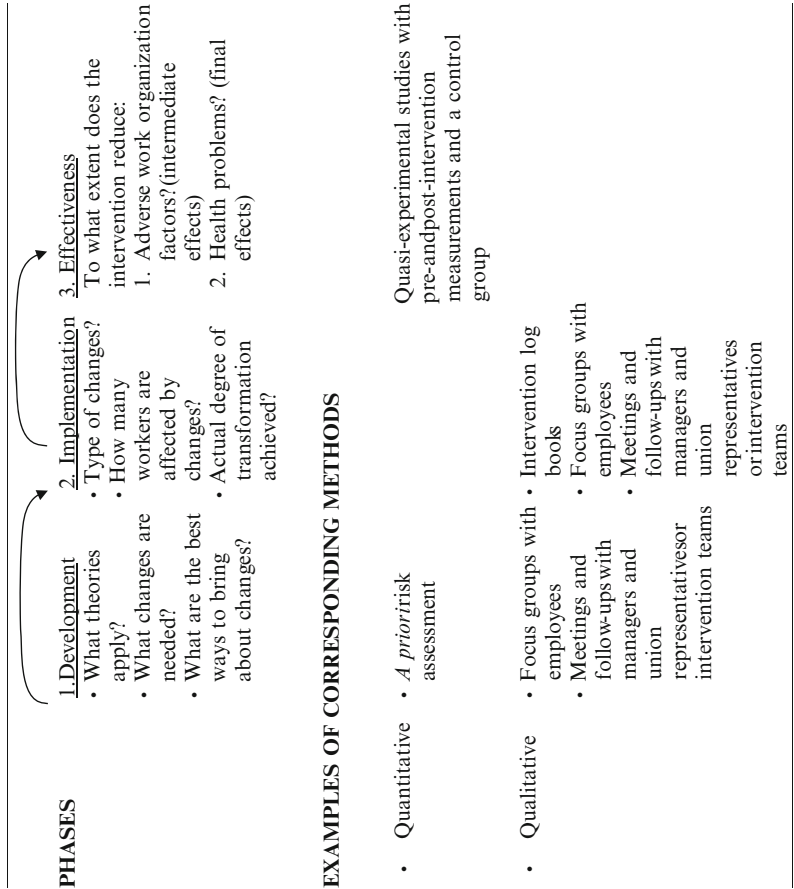 PHASES
1.Development
• What theories
apply?
• What changes are
needed?
• What are the best
ways to bring
about changes?
2. Implementation
• Type of changes?
• How many
workers are
affected by
changes?
• Actual degree of
transformation
achieved?
3. Effectiveness
To what extent does the
intervention reduce:
1. Adverse work organization
factors?(intermediate
effects)
2. Health problems? (final
effects)
EXAMPLES OF CORRESPONDING METHODS
• Quantitative
• A prioririsk
assessment
Quasi-experimental studies with
pre-andpost-intervention
measurements and a control
group
• Qualitative
• Focus groups with
employees
• Meetings and
follow-upswith
managers and
union
representativesor
intervention teams
• Intervention log
books
• Focus groups with
employees
• Meetings and
follow-ups with
managers and
union
representatives
orintervention
teams